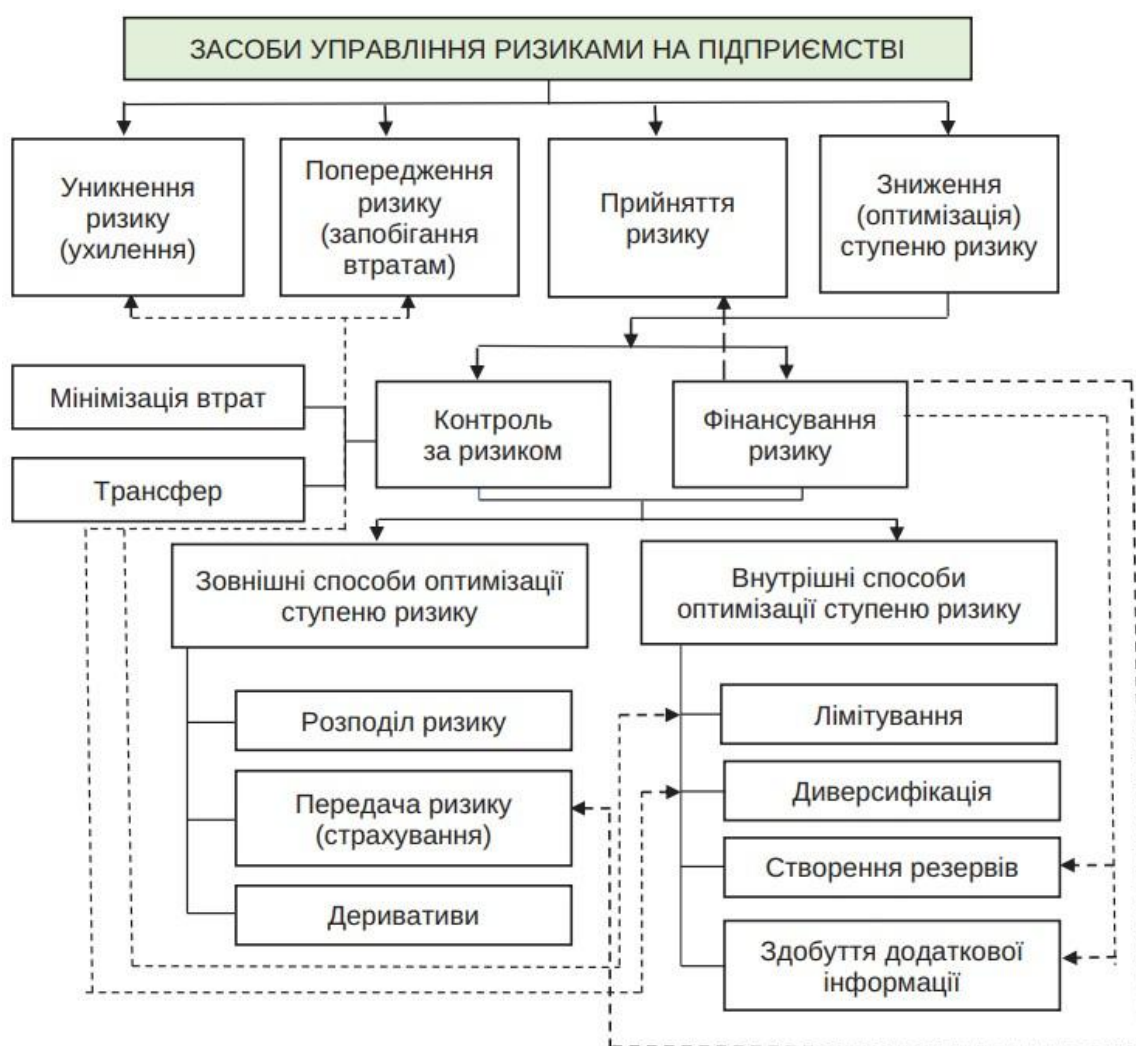 ЗАСОБИ УПРАВЛІННЯ РИЗИКАМИ НА ПІДПРИЄМСТВІ
Уникнення
ризику
(ухилення)
Попередження
ризику
(запобігання
втратам)
Прийняття
ризику
Зниження
(оптимізація)
ступеню ризику
Мінімізація втрат
Трансфер
Контроль
за ризиком
Фінансування
ризику
Зовнішні способи оптимізації
ступеню ризику
Внутрішні способи
оптимізації ступеню ризику
Розподіл ризику
Передача ризику
(страхування)
Деривативи
Лімітування
Диверсифікація
Створення резервів
Здобуття додаткової
інформації